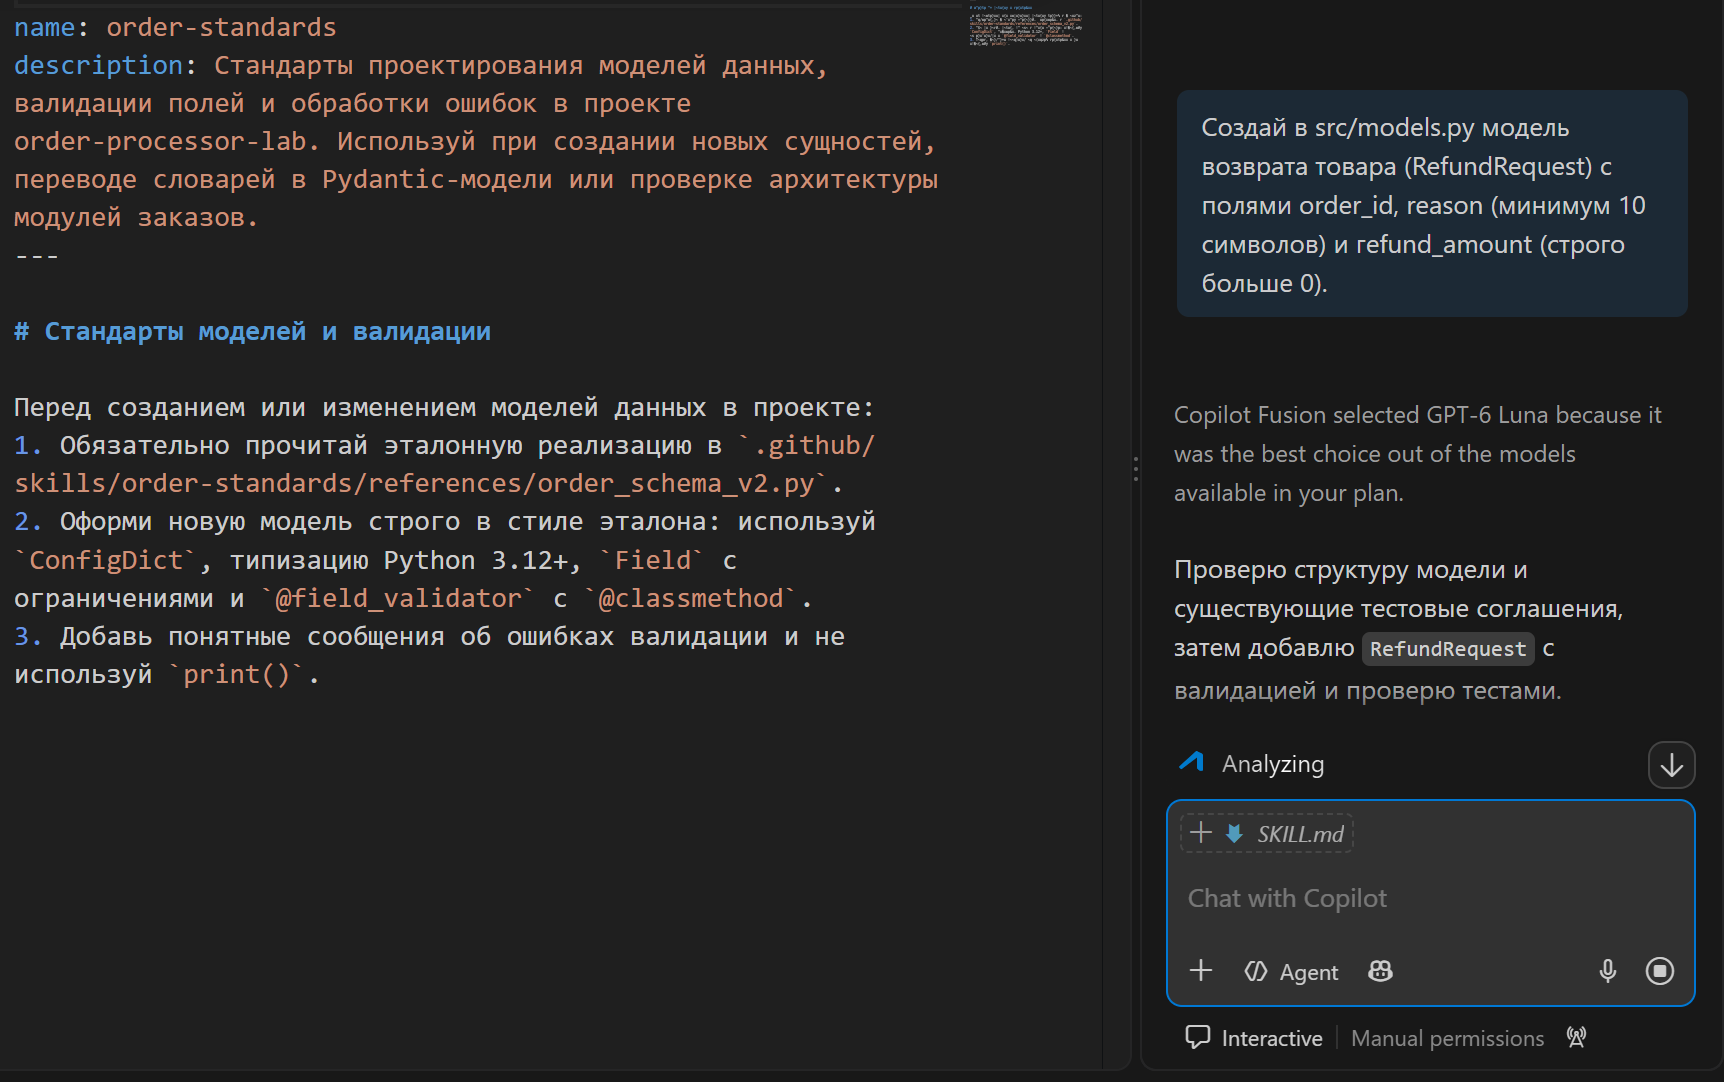 name: order-standards
description: Стандарты проектирования моделей данных,
валидации полей и обработки ошибок в проекте
order-processor-lab. Используй при создании новых сущностей,
переводе словарей в Pydantic-модели или проверке архитектуры
модулей заказов.
---
# Стандарты моделей и валидации
Перед созданием или изменением моделей данных в проекте:
1. Обязательно прочитай эталонную реализацию в `.github/
skills/order-standards/references/order_schema_v2.py`.
2. Оформи новую модель строго в стиле эталона: используй
`ConfigDict`, типизацию Python 3.12+, `Field` с
ограничениями и `@field_validator` с `@classmethod`.
3. Добавь понятные сообщения об ошибках валидации и не
используй `print()`.
Создай в src/models.py модель
возврата товара (RefundRequest) с
полями order_id, reason (минимум 10
символов) и refund_amount (строго
больше 0).
Copilot Fusion selected GPT-6 Luna because it
was the best choice out of the models
available in your plan.
Проверю структуру модели и
существующие тестовые соглашения,
затем добавлю RefundRequest с
валидацией и проверю тестами.
Analyzing
SKILL.md
Chat with Copilot
Agent
Interactive
Manual permissions